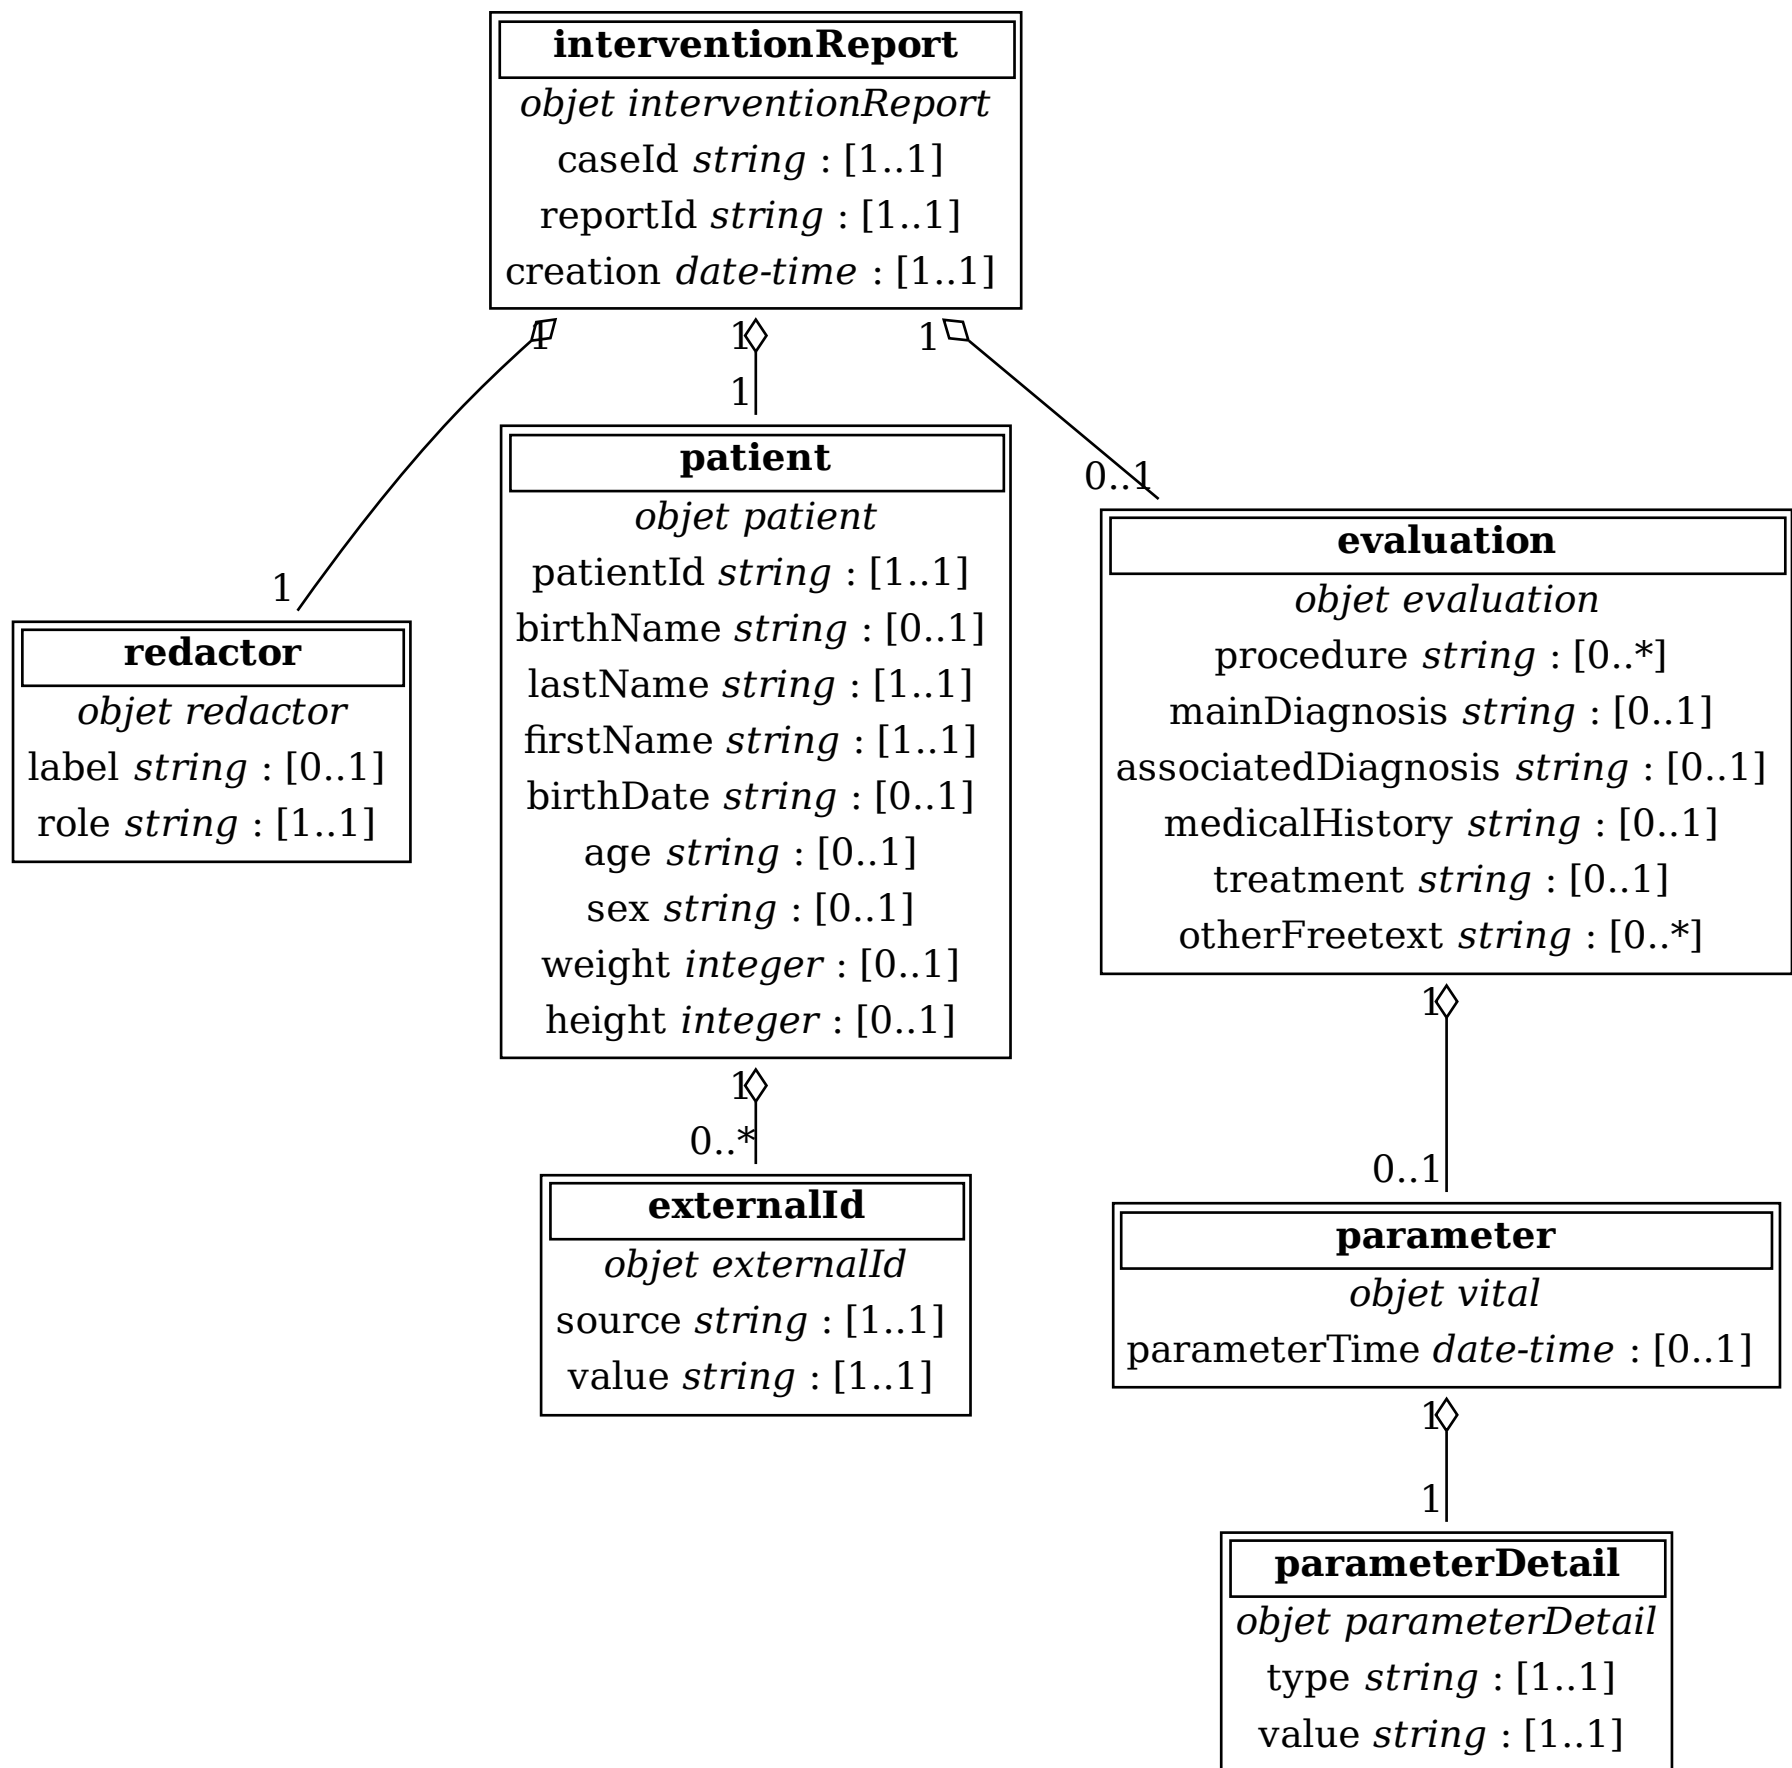 interventionReport
objet interventionReport
caseId string : [1..1]
reportId string : [1..1]
creation date-time : [1..1]
1
1
1
1
0..1
1
patient
objet patient
patientId string : [1..1]
birthName string : [0..1]
lastName string : [1..1]
firstName string : [1..1]
birthDate string : [0..1]
age string : [0..1]
sex string : [0..1]
weight integer : [0..1]
height integer : [0..1]
evaluation
objet evaluation
procedure string : [0..*]
mainDiagnosis string : [0..1]
associatedDiagnosis string : [0..1]
medicalHistory string : [0..1]
treatment string : [0..1]
otherFreetext string : [0..*]
redactor
objet redactor
label string : [0..1]
role string : [1..1]
1
0..*
1
0..1
externalId
objet externalId
source string : [1..1]
value string : [1..1]
parameter
objet vital
parameterTime date-time : [0..1]
1
1
parameterDetail
objet parameterDetail
type string : [1..1]
value string : [1..1]